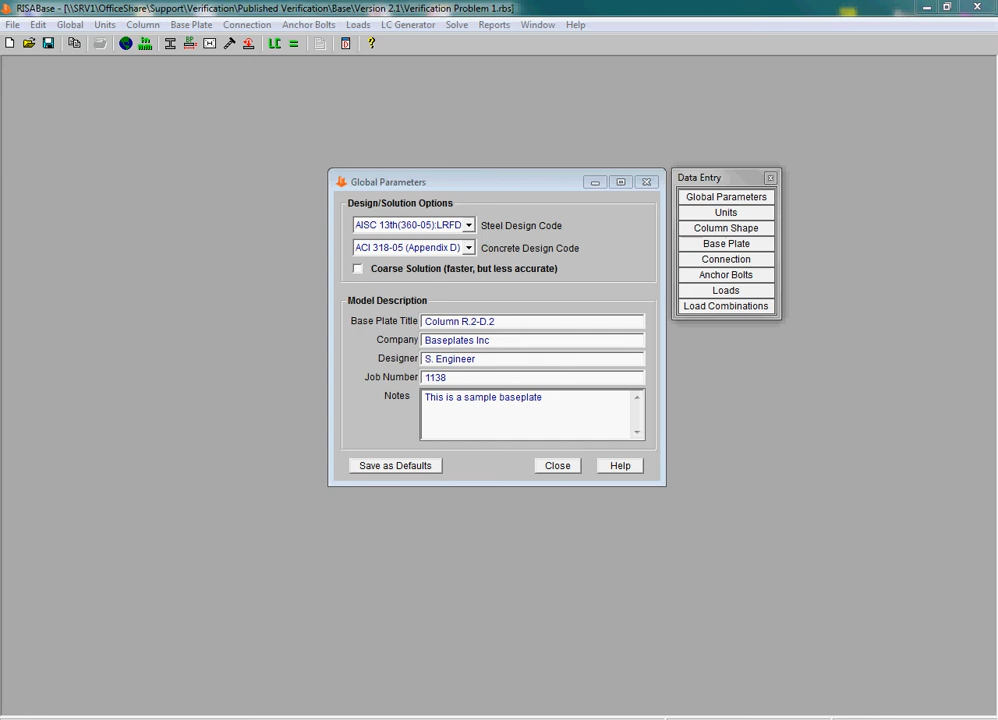 RISABase - [\\SRV1\OfficeShare\Support\Verification\Published Verification\Base\Version 2.1\Verification Problem 1.rbs]
File Edit Global Units Column Base Plate Connection Anchor Bolts Loads LC Generator Solve Reports Window Help
in
mm
BP
LC
D
?
Global Parameters
Design/Solution Options
AISC 13th(360-05):LRFD Steel Design Code
ACI 318-05 (Appendix D) Concrete Design Code
Coarse Solution (faster, but less accurate)
Model Description
Base Plate Title Column R.2-D.2
Company Baseplates Inc
Designer S. Engineer
Job Number 1138
Notes This is a sample baseplate
Save as Defaults Close Help
Data Entry
Global Parameters
Units
Column Shape
Base Plate
Connection
Anchor Bolts
Loads
Load Combinations